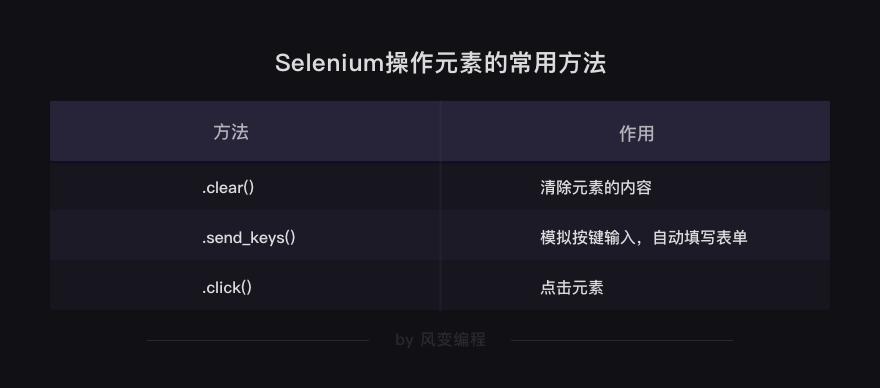 Selenium操作元素的常用方法
方法 作用
.clear() 清除元素的内容
.send_keys() 模拟按键输入，自动填写表单
.click() 点击元素
by 风变编程